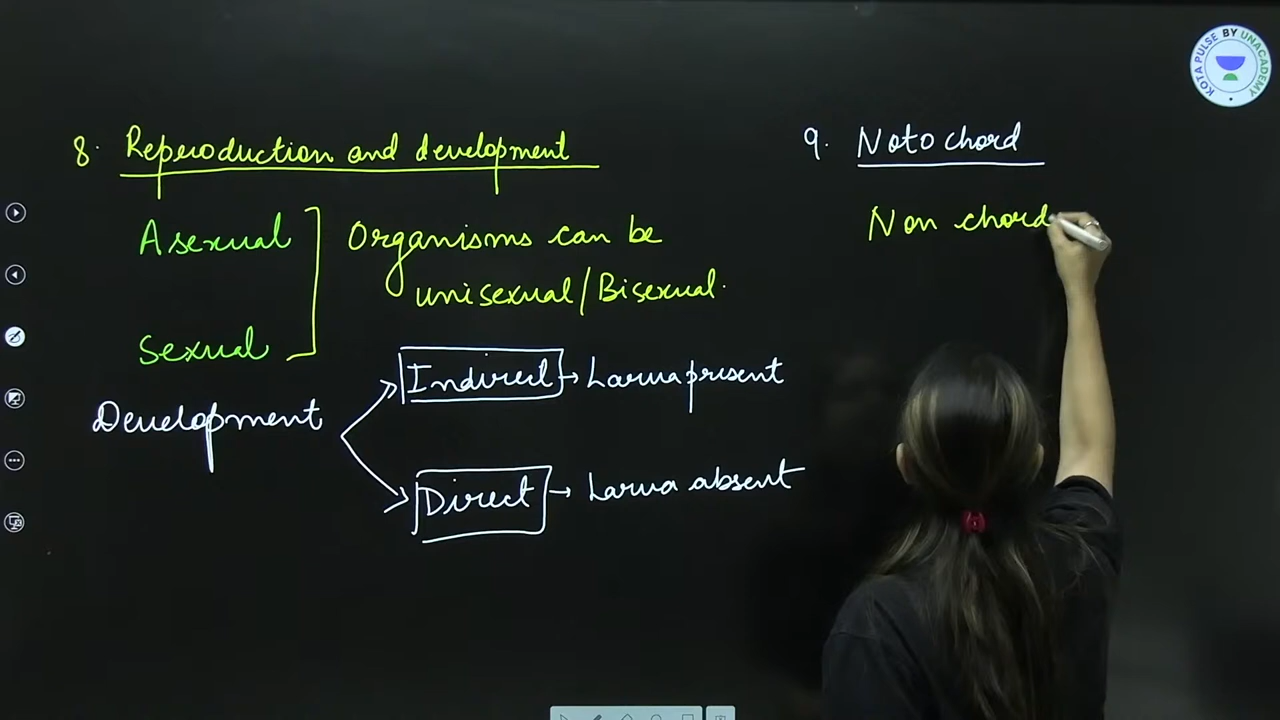 KOTA PULSE BY UNACADEMY
8. Reproduction and development
Asexual
Organisms can be
unisexual/Bisexual.
Sexual
Development
Indirect → Larva present
Direct → Larva absent
9. Notochord
Non chord